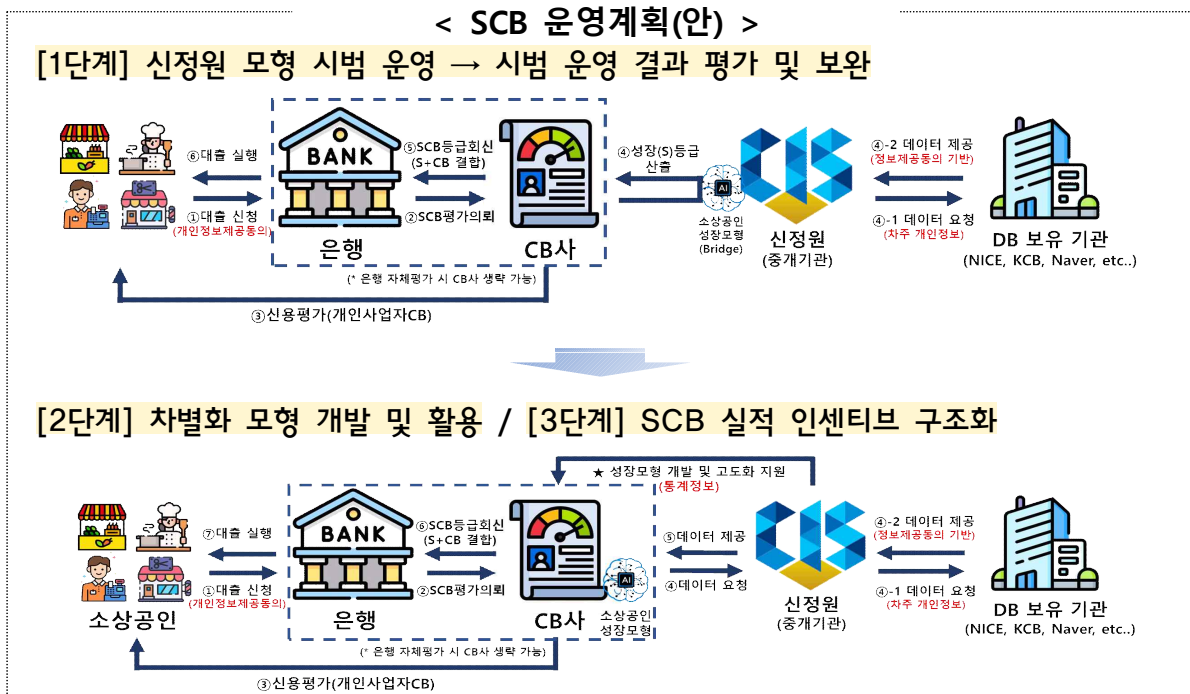 < SCB 운영계획(안) >
[1단계] 신정원 모형 시범 운영 → 시범 운영 결과 평가 및 보완
⑥대출 실행
①대출 신청
(개인정보제공동의)
BANK
은행
⑤SCB등급회신
(S+CB 결합)
②SCB평가의뢰
CB사
(* 은행 자체평가 시 CB사 생략 가능)
③신용평가(개인사업자CB)
④성장(S)등급
산출
AI
소상공인
성장모형
(Bridge)
CIS
신정원
(중개기관)
④-2 데이터 제공
(정보제공동의 기반)
④-1 데이터 요청
(차주 개인정보)
DB 보유 기관
(NICE, KCB, Naver, etc..)
[2단계] 차별화 모형 개발 및 활용 / [3단계] SCB 실적 인센티브 구조화
★ 성장모형 개발 및 고도화 지원
(통계정보)
⑦대출 실행
①대출 신청
(개인정보제공동의)
소상공인
BANK
은행
⑥SCB등급회신
(S+CB 결합)
②SCB평가의뢰
CB사
AI
소상공인
성장모형
(* 은행 자체평가 시 CB사 생략 가능)
③신용평가(개인사업자CB)
⑤데이터 제공
④데이터 요청
CIS
신정원
(중개기관)
④-2 데이터 제공
(정보제공동의 기반)
④-1 데이터 요청
(차주 개인정보)
DB 보유 기관
(NICE, KCB, Naver, etc..)